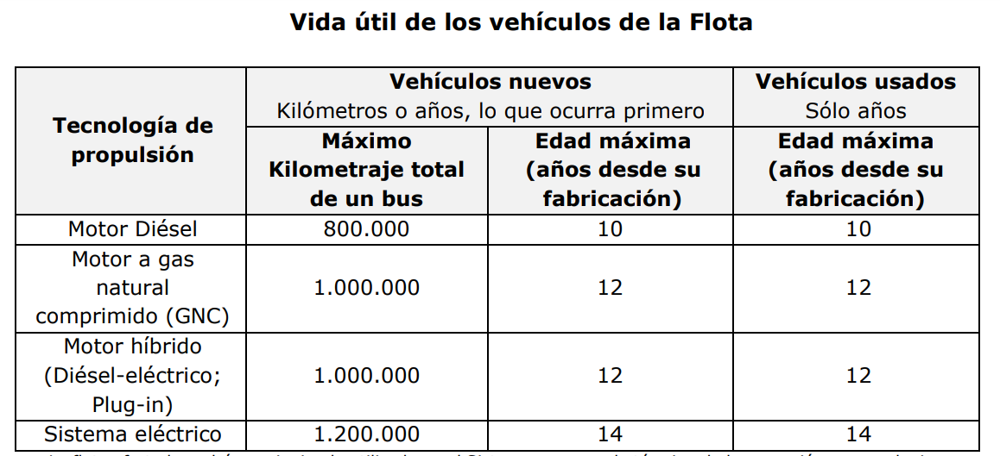 Vida útil de los vehículos de la Flota
Tecnología de
propulsión
Vehículos nuevos
Kilómetros o años, lo que ocurra primero
Vehículos usados
Sólo años
Máximo
Kilometraje total
de un bus
Edad máxima
(años desde su
fabricación)
Edad máxima
(años desde su
fabricación)
Motor Diésel 800.000 10 10
Motor a gas
natural
comprimido (GNC)
1.000.000 12 12
Motor híbrido
(Diésel-eléctrico;
Plug-in)
1.000.000 12 12
Sistema eléctrico 1.200.000 14 14